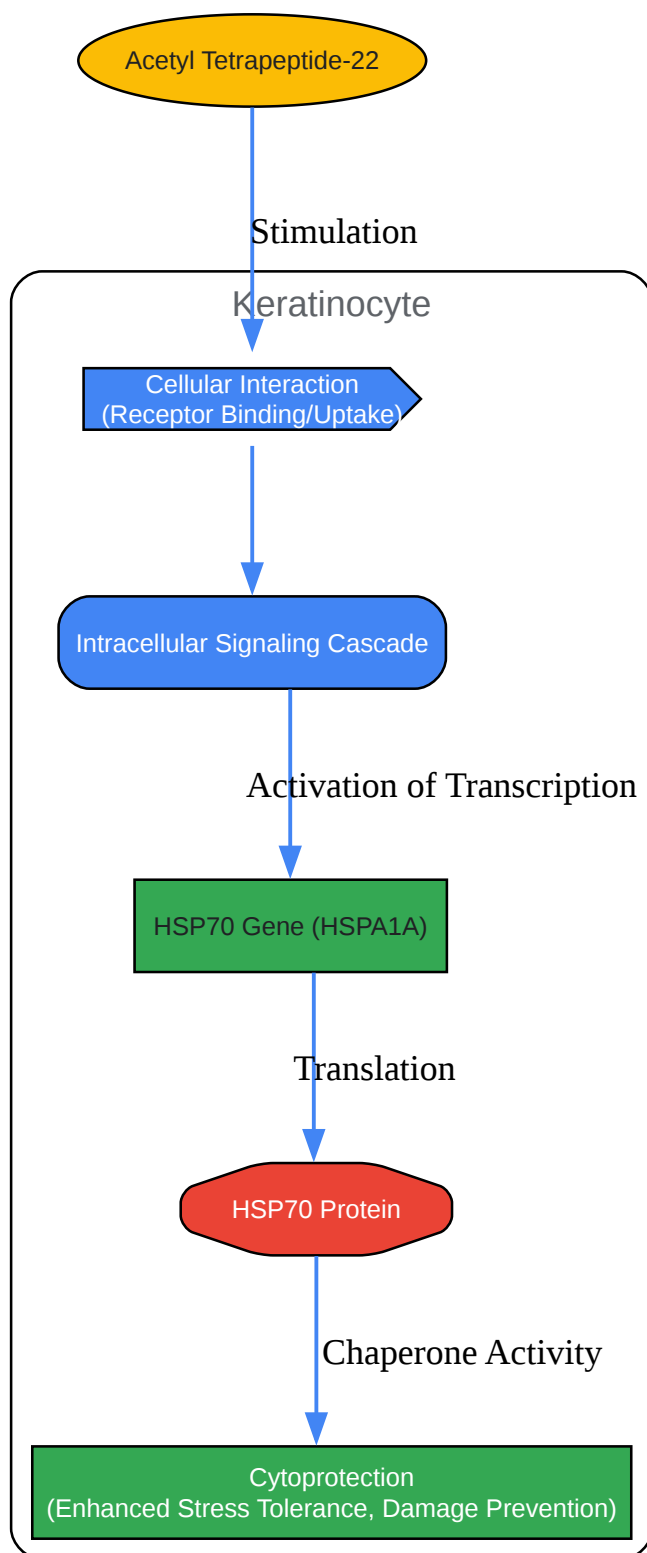 Acetyl Tetrapeptide-22
Stimulation
Keratinocyte
Cellular Interaction
(Receptor Binding/Uptake)
Intracellular Signaling Cascade
Activation of Transcription
HSP70 Gene (HSPA1A)
Translation
HSP70 Protein
Chaperone Activity
Cytoprotection
(Enhanced Stress Tolerance, Damage Prevention)